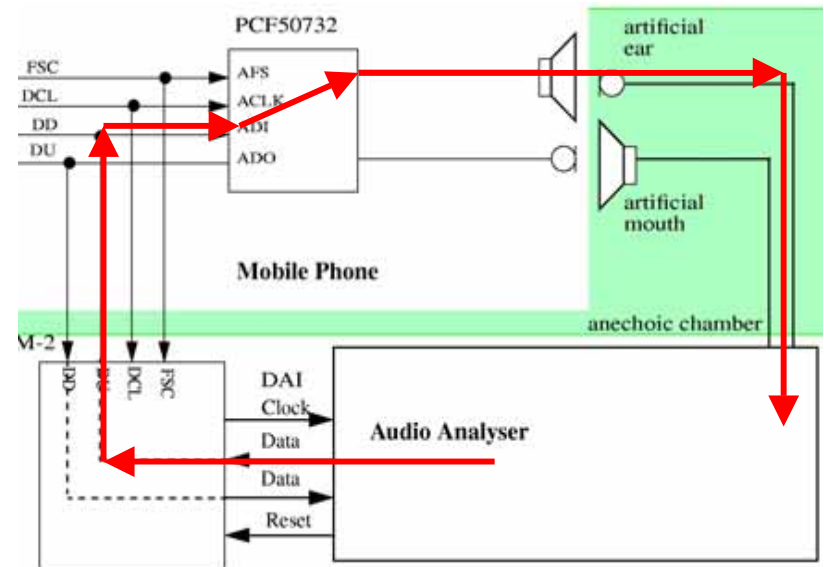 PCF50732
artificial
ear
FSC
AFS
DCL
ACLK
DD
ADI
DU
ADO
artificial
mouth
Mobile Phone
anechoic chamber
M-2
DD
DU
DCL
FSC
DAI
Clock
Audio Analyser
Data
Data
Reset